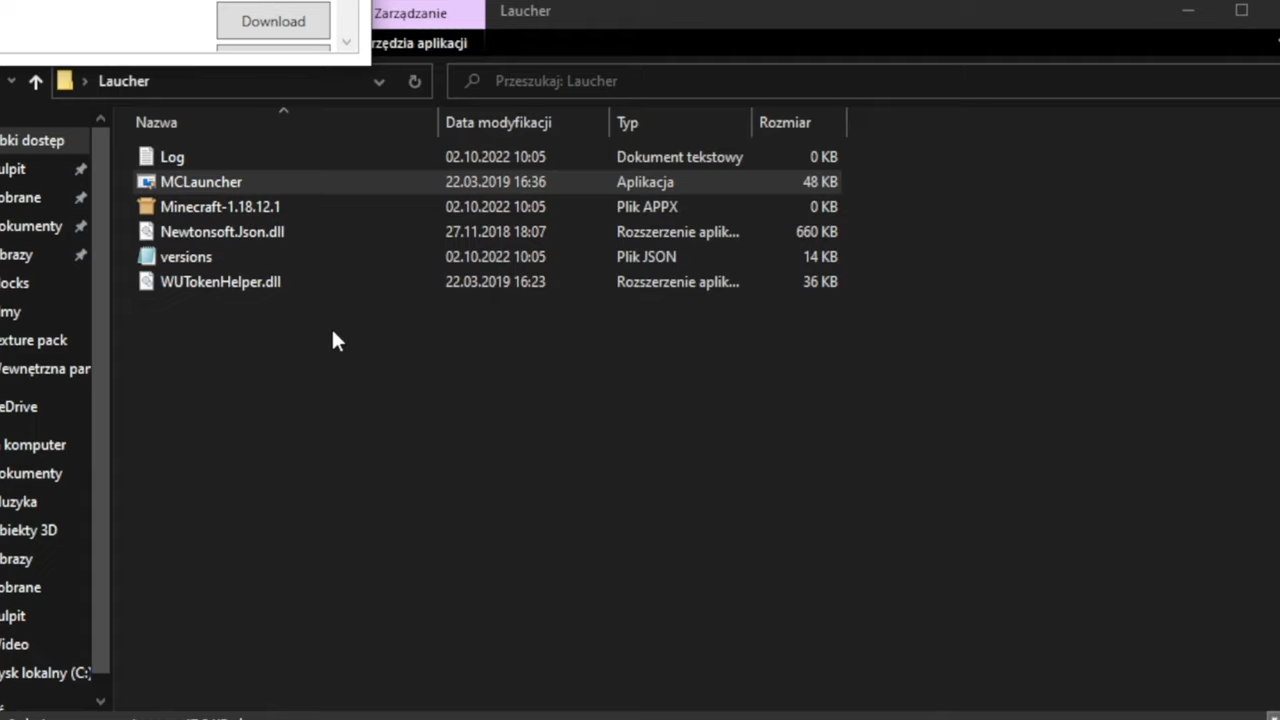 Download
Zarządzanie
Laucher
rzędzia aplikacji
Laucher
Przeszukaj: Laucher
Nazwa Data modyfikacji Typ Rozmiar
Log 02.10.2022 10:05 Dokument tekstowy 0 KB
MCLauncher 22.03.2019 16:36 Aplikacja 48 KB
Minecraft-1.18.12.1 02.10.2022 10:05 Plik APPX 0 KB
Newtonsoft.Json.dll 27.11.2018 18:07 Rozszerzenie aplik... 660 KB
versions 02.10.2022 10:05 Plik JSON 14 KB
WUTokenHelper.dll 22.03.2019 16:23 Rozszerzenie aplik... 36 KB
bki dostęp
ulpit
obrane
okumenty
brazy
ocks
my
exture pack
Wewnętrzna par
eDrive
komputer
okumenty
uzyka
biekty 3D
brazy
obrane
ulpit
Video
ysk lokalny (C:)